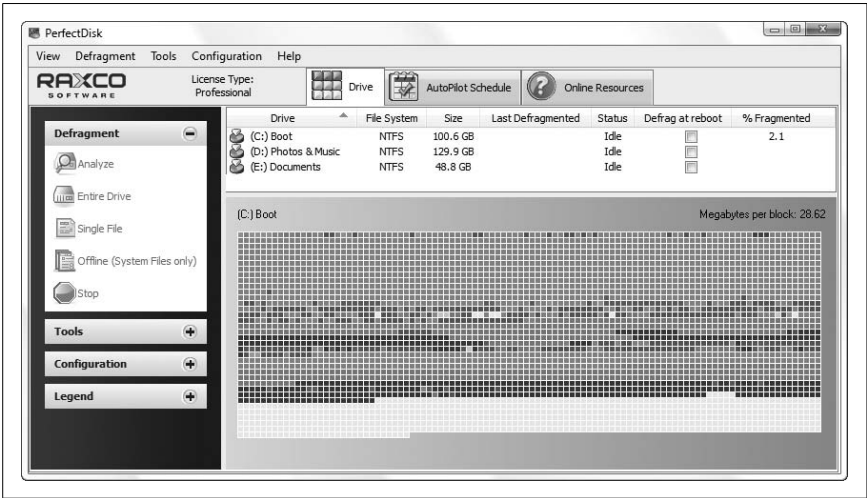 PerfectDisk
View Defragment Tools Configuration Help
RAXCO
SOFTWARE
License Type:
Professional
Drive
AutoPilot Schedule
Online Resources
Defragment
Analyze
Entire Drive
Single File
Offline (System Files only)
Stop
Tools
Configuration
Legend
Drive File System Size Last Defragmented Status Defrag at reboot % Fragmented
(C:) Boot NTFS 100.6 GB Idle 2.1
(D:) Photos & Music NTFS 129.9 GB Idle
(E:) Documents NTFS 48.8 GB Idle
(C:) Boot Megabytes per block: 28.62